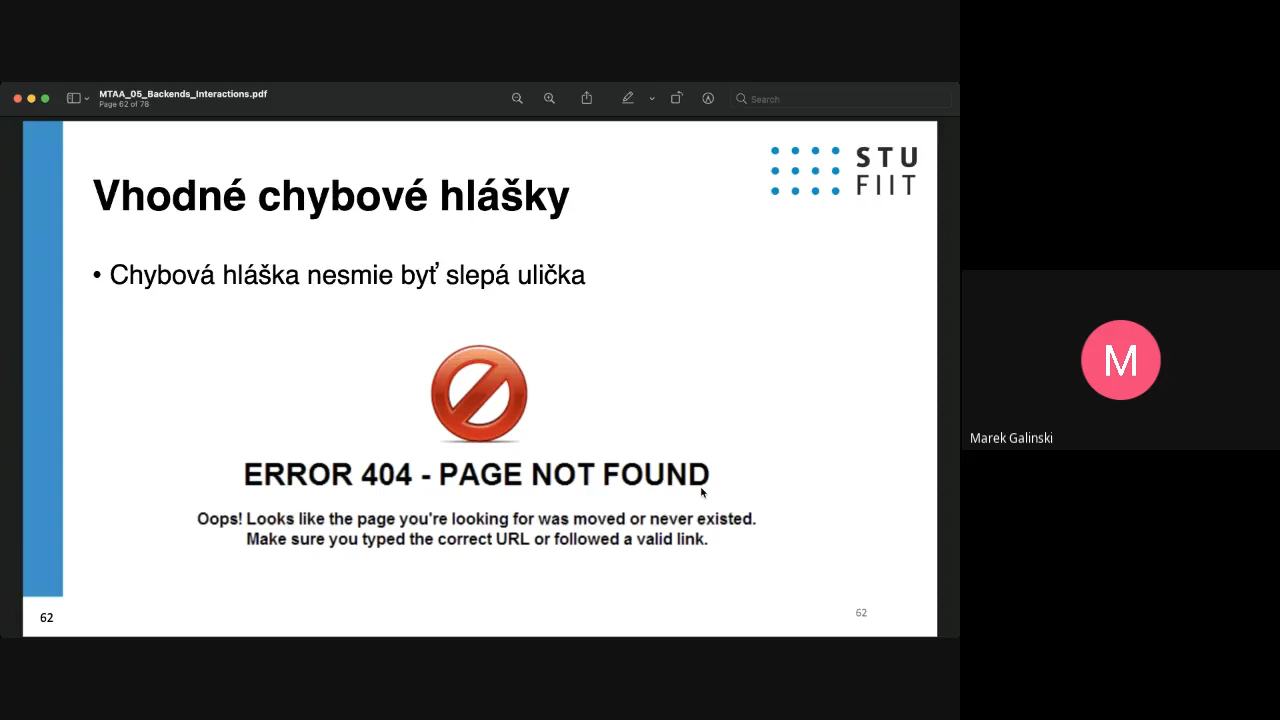 MTAA_05_Backends_Interactions.pdf
Page 62 of 78
Search
STU
FIIT
Vhodné chybové hlášky
• Chybová hláška nesmie byť slepá ulička
ERROR 404 - PAGE NOT FOUND
Oops! Looks like the page you're looking for was moved or never existed.
Make sure you typed the correct URL or followed a valid link.
62
62
M
Marek Galinski